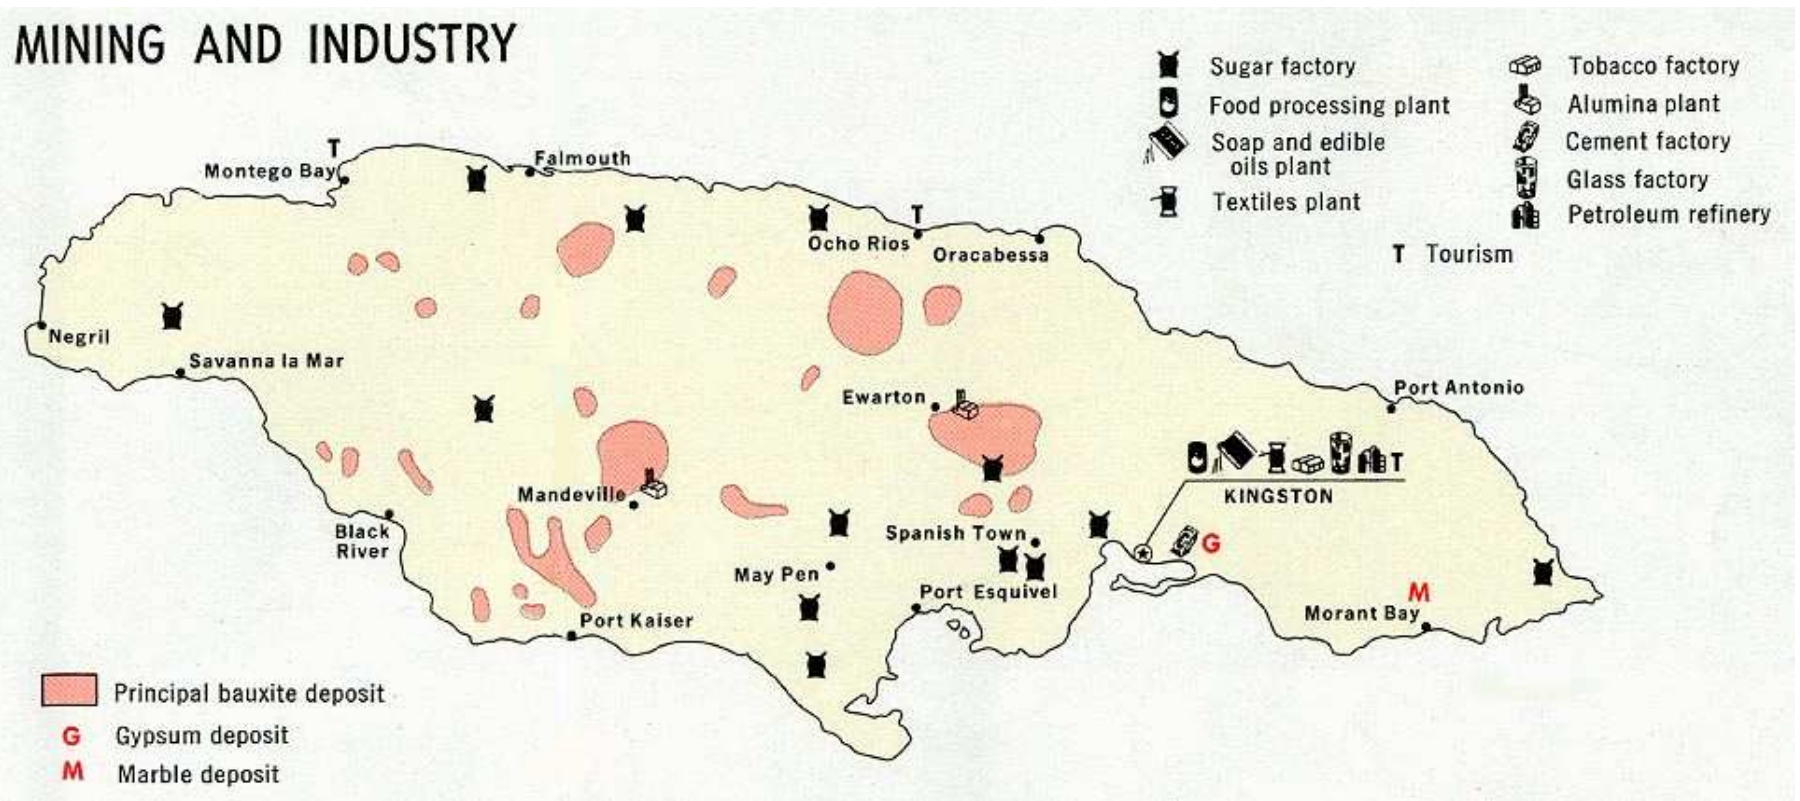 MINING AND INDUSTRY
Sugar factory
Food processing plant
Soap and edible
oils plant
Textiles plant
Tobacco factory
Alumina plant
Cement factory
Glass factory
Petroleum refinery
T Tourism
T
Montego Bay
Falmouth
T
Ocho Rios
Oracabessa
Negril
Savanna la Mar
Ewarton
Port Antonio
T
KINGSTON
Mandeville
Black
River
Spanish Town
G
May Pen
Port Esquivel
M
Morant Bay
Port Kaiser
Principal bauxite deposit
G Gypsum deposit
M Marble deposit